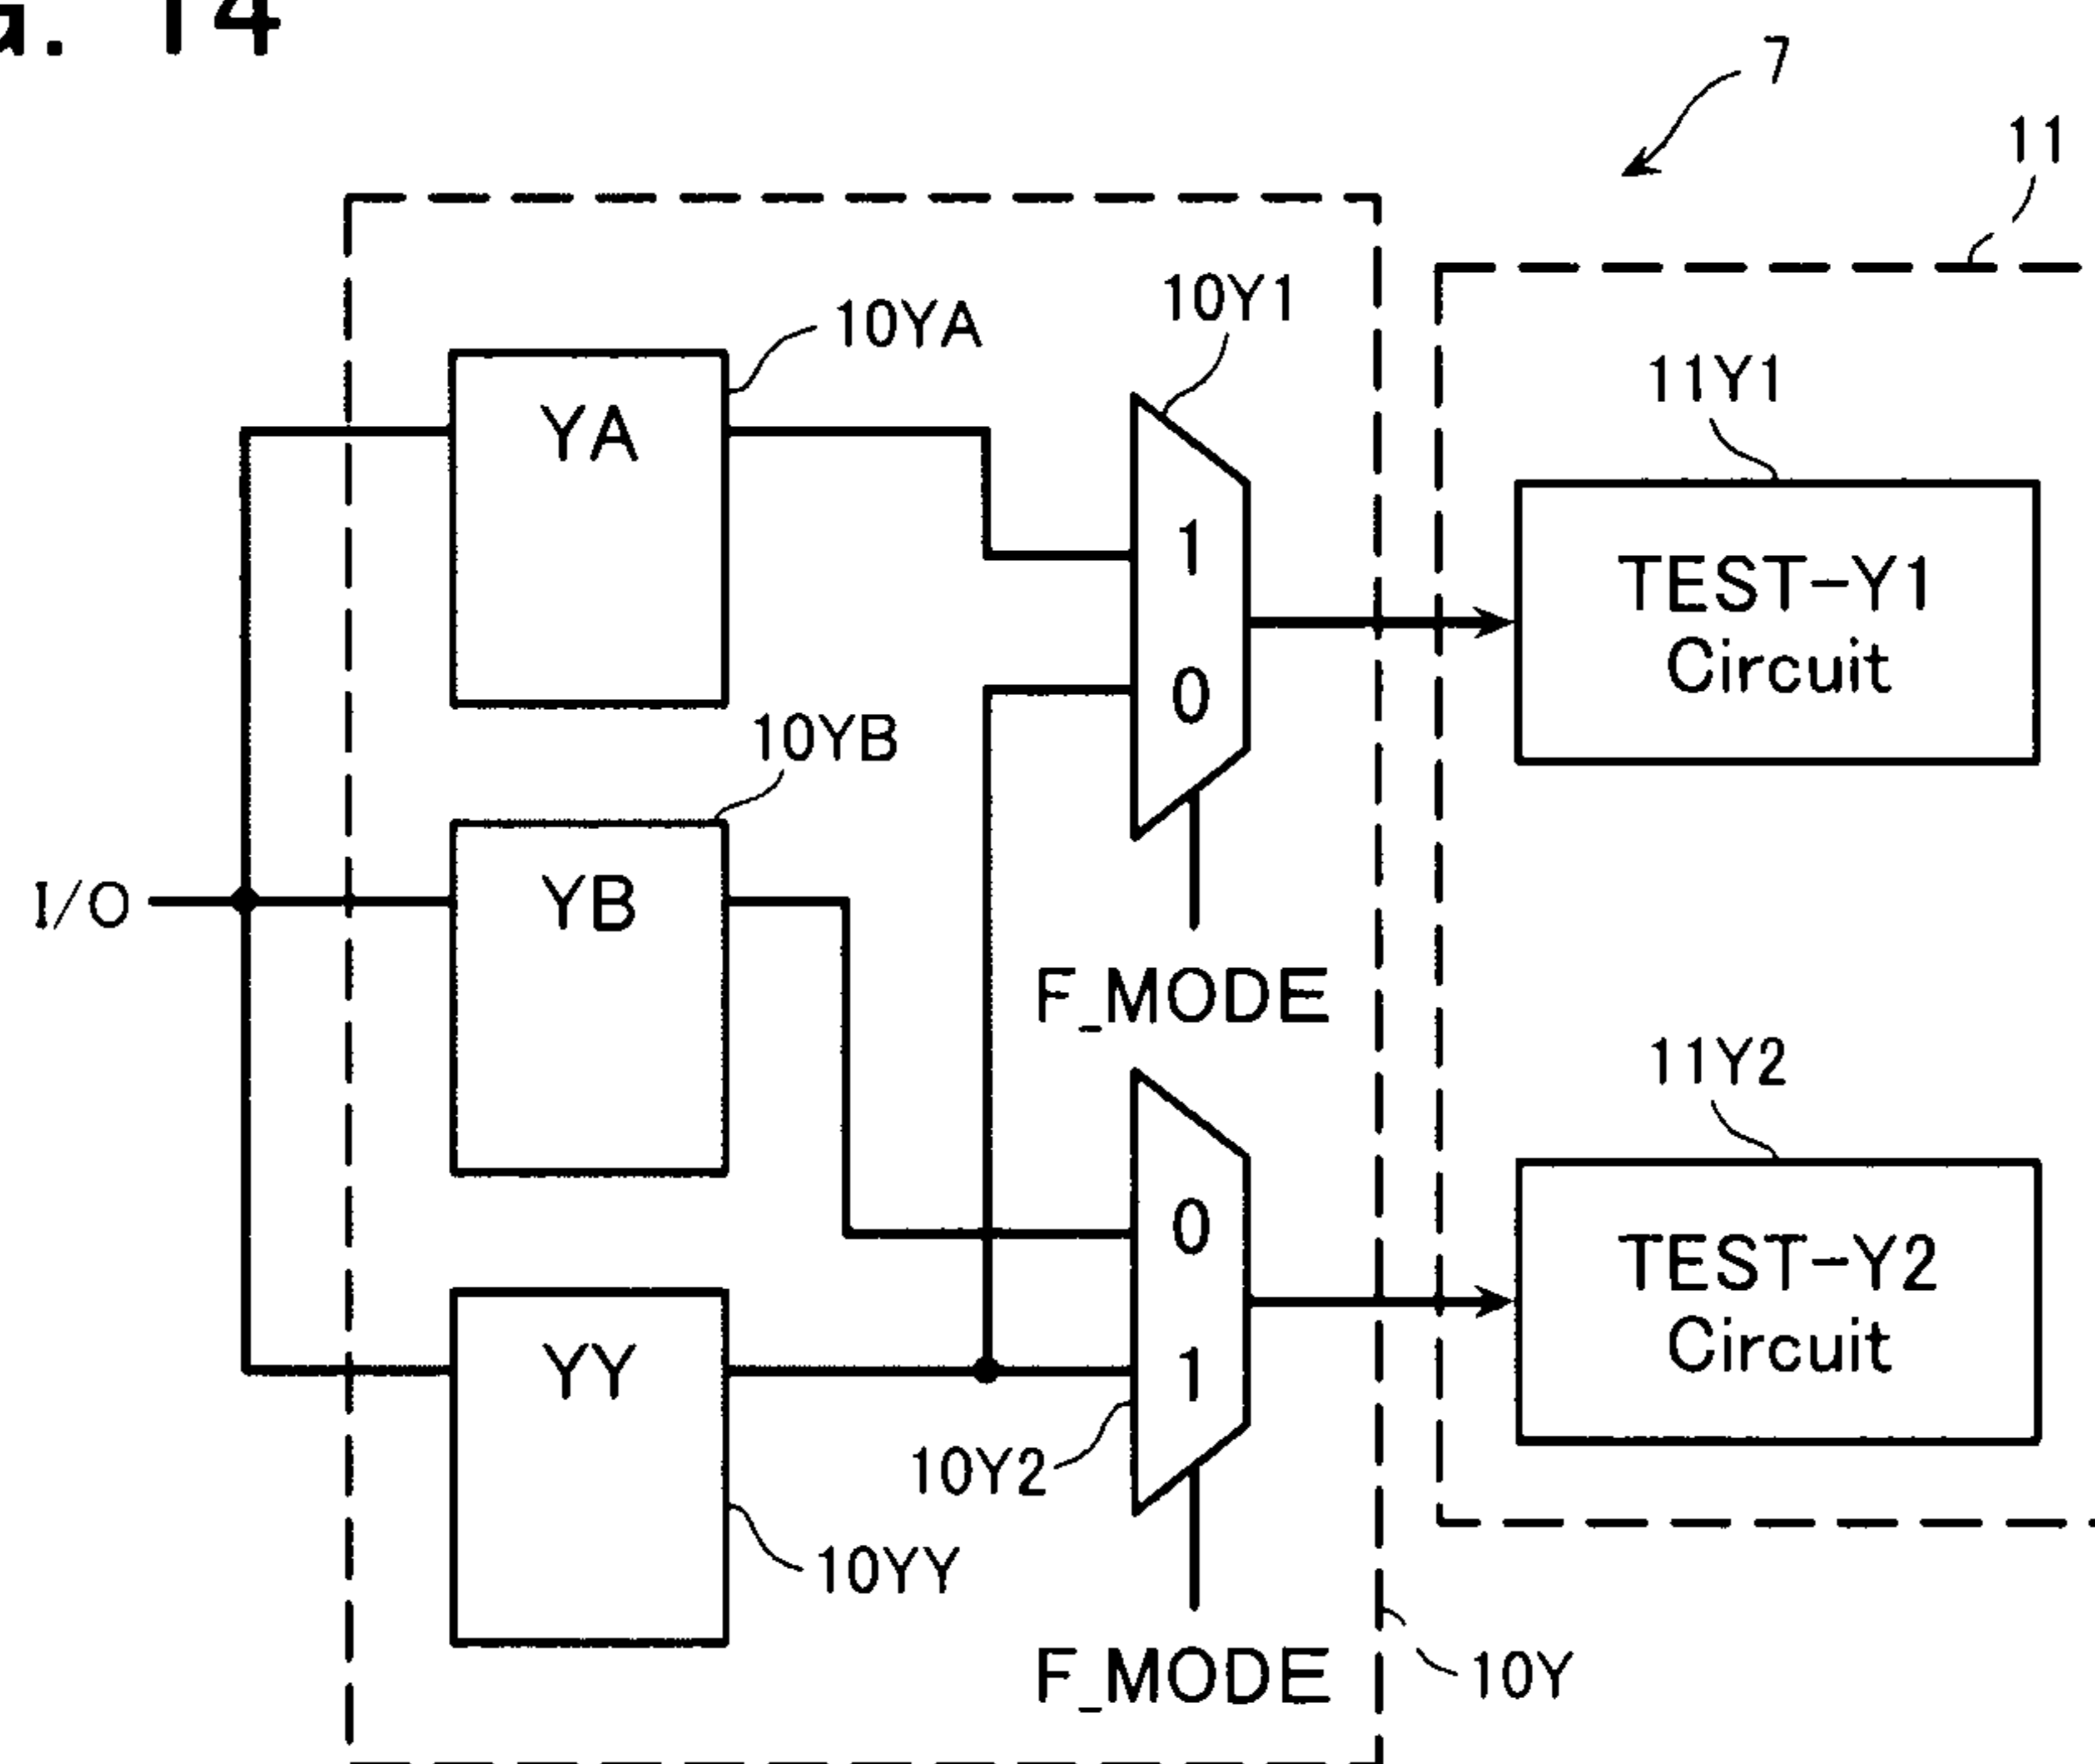 14
7
11
10YA
10Y1
11Y1
YA
1
TEST-Y1
Circuit
0
10YB
I/O
YB
F_MODE
11Y2
0
TEST-Y2
Circuit
YY
1
10Y2
10YY
F_MODE
10Y